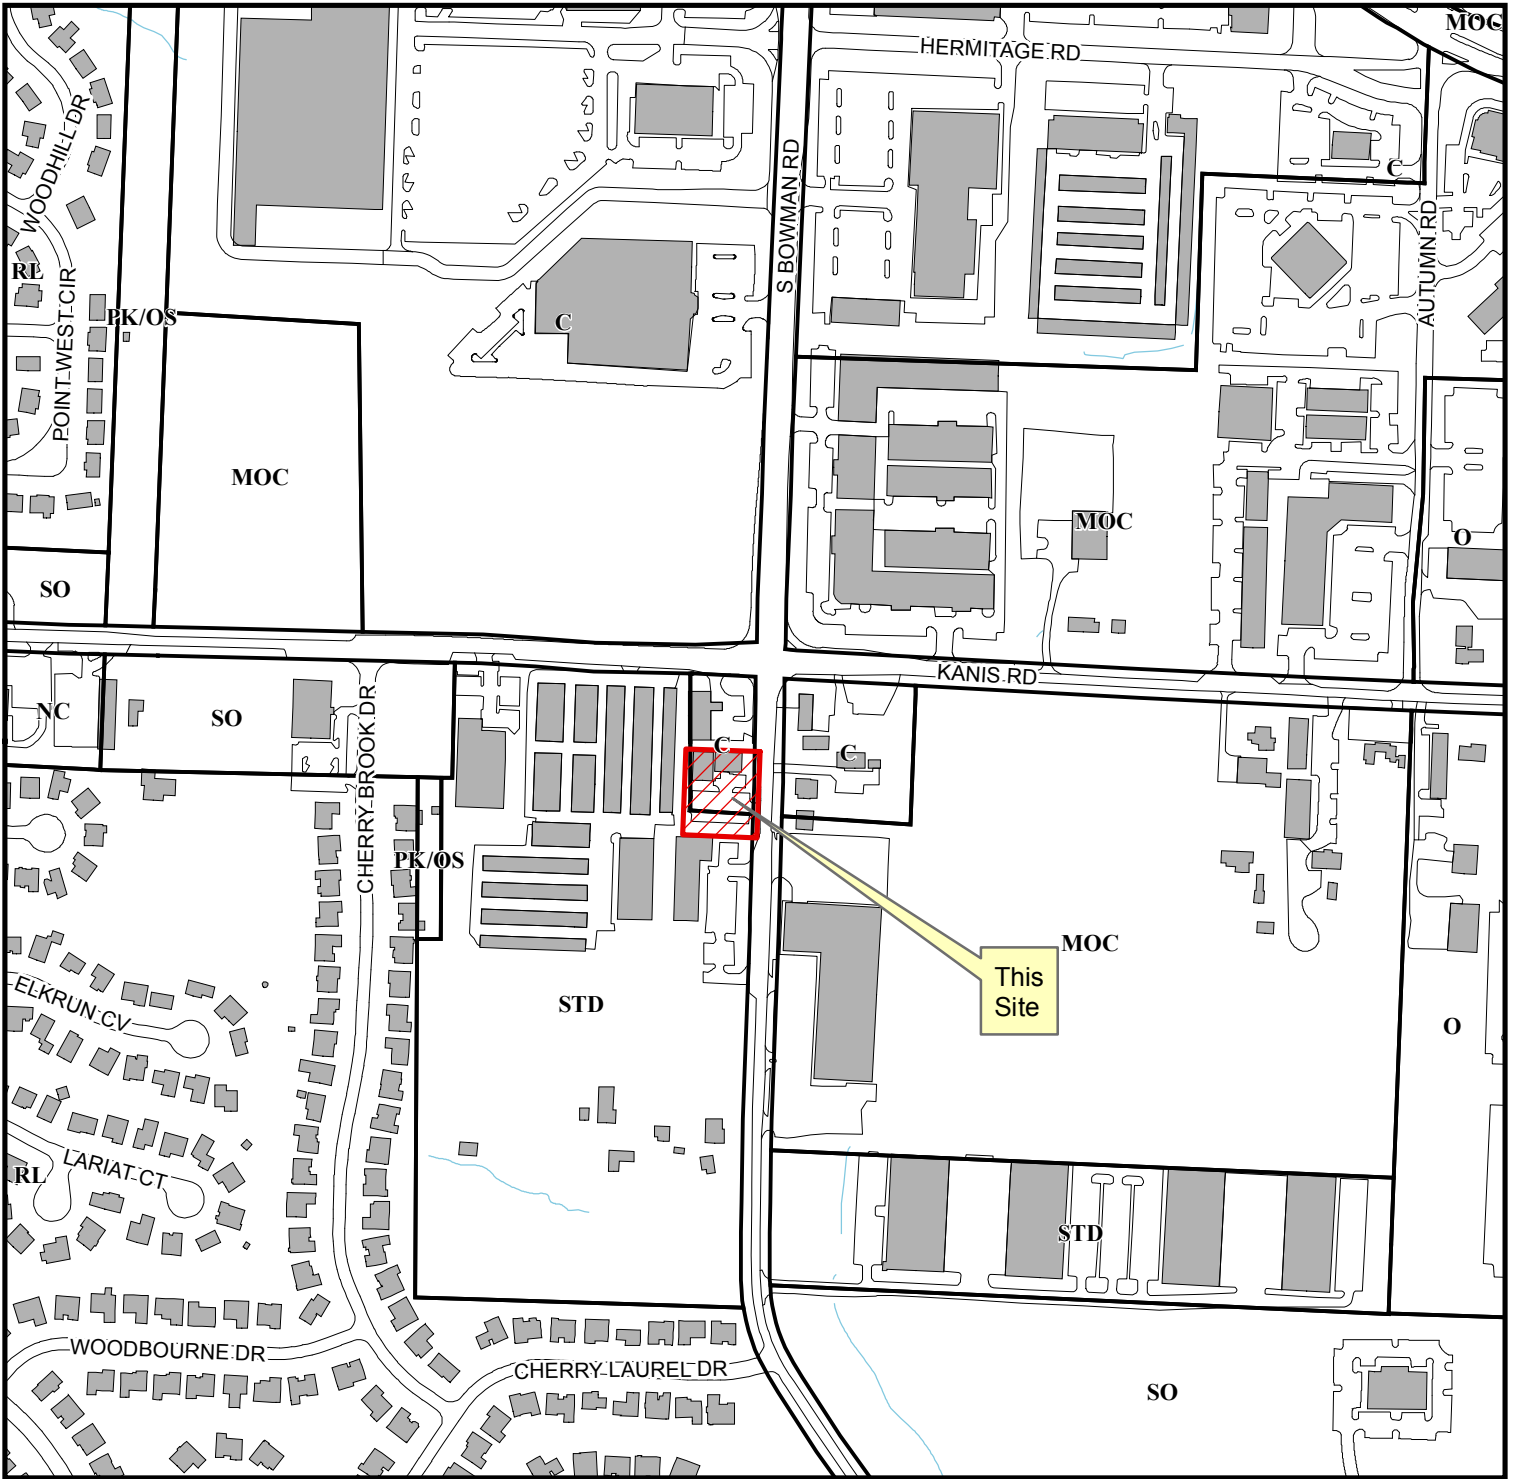 MOC
HERMITAGE RD
WOODHILL DR
S BOWMAN RD
C
AUTUMN RD
RL
POINT WEST CIR
PK/OS
C
MOC
MOC
O
SO
KANIS RD
NC
SO
CHERRY BROOK DR
C
C
PK/OS
MOC
This
Site
ELKRUN CV
STD
O
LARIAT CT
RL
STD
WOODBOURNE DR
CHERRY LAUREL DR
SO